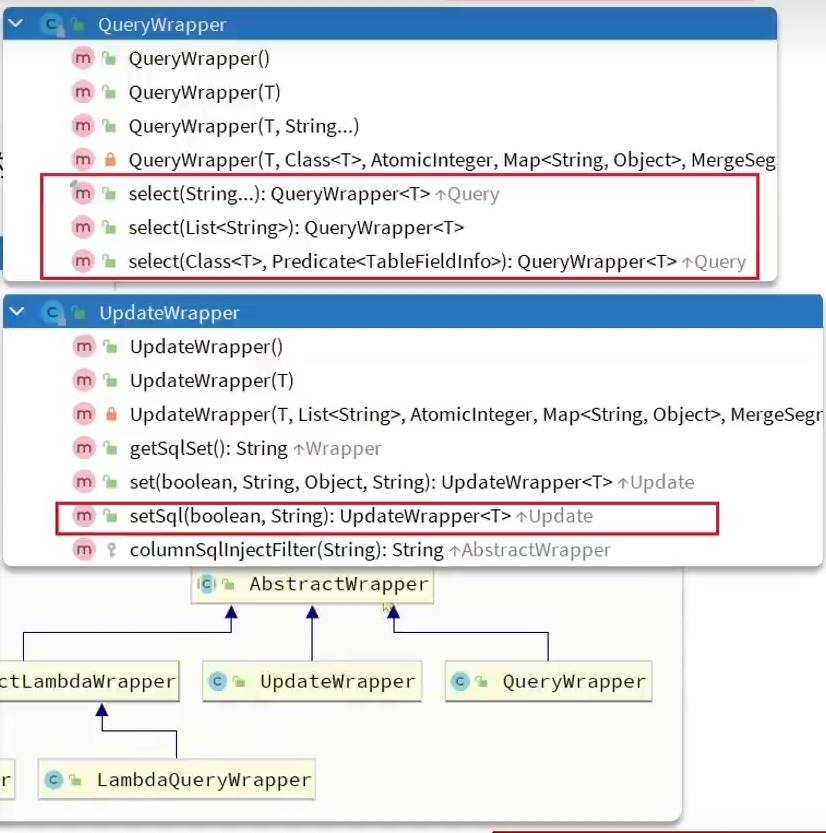 QueryWrapper
QueryWrapper()
QueryWrapper(T)
QueryWrapper(T, String...)
QueryWrapper(T, Class<T>, AtomicInteger, Map<String, Object>, MergeSeg
select(String...): QueryWrapper<T> ↑Query
select(List<String>): QueryWrapper<T>
select(Class<T>, Predicate<TableFieldInfo>): QueryWrapper<T> ↑Query
UpdateWrapper
UpdateWrapper()
UpdateWrapper(T)
UpdateWrapper(T, List<String>, AtomicInteger, Map<String, Object>, MergeSegr
getSqlSet(): String ↑Wrapper
set(boolean, String, Object, String): UpdateWrapper<T> ↑Update
setSql(boolean, String): UpdateWrapper<T> ↑Update
columnSqlInjectFilter(String): String ↑AbstractWrapper
AbstractWrapper
ctLambdaWrapper
UpdateWrapper
QueryWrapper
r
LambdaQueryWrapper